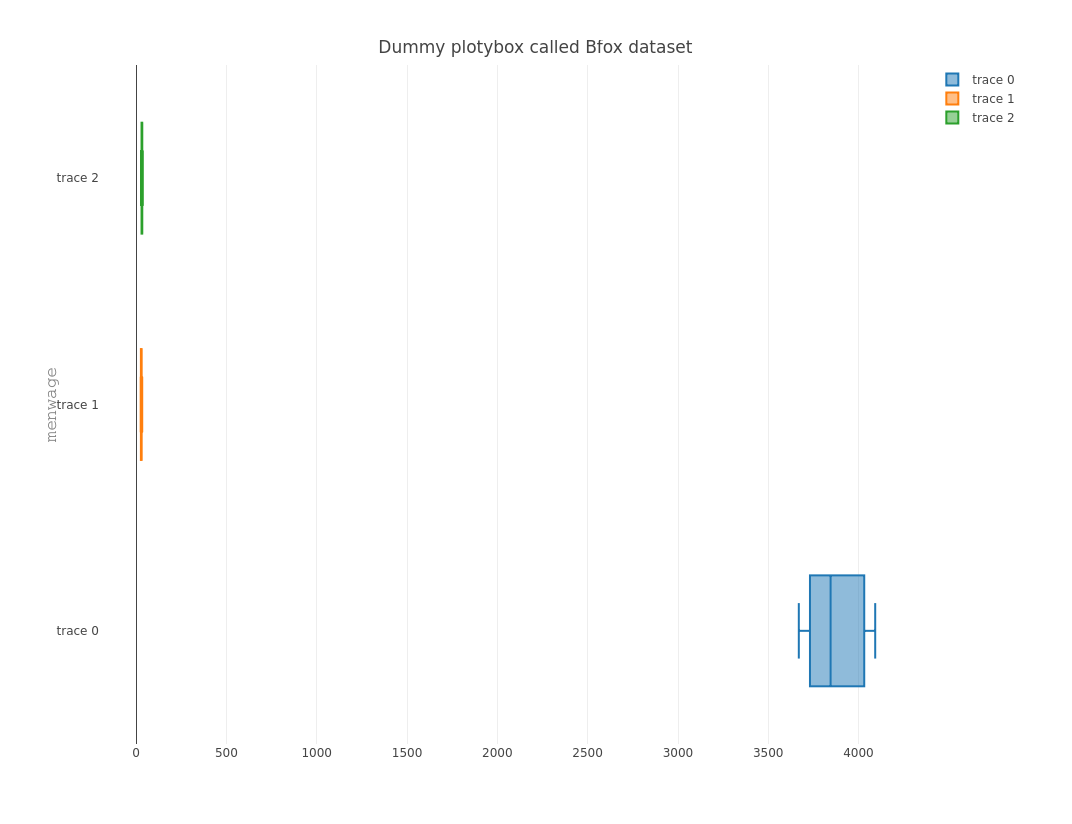 Dummy plotybox called Bfox dataset
trace 0
trace 1
trace 2
trace 2
trace 1
trace 0
menwage
0 500 1000 1500 2000 2500 3000 3500 4000